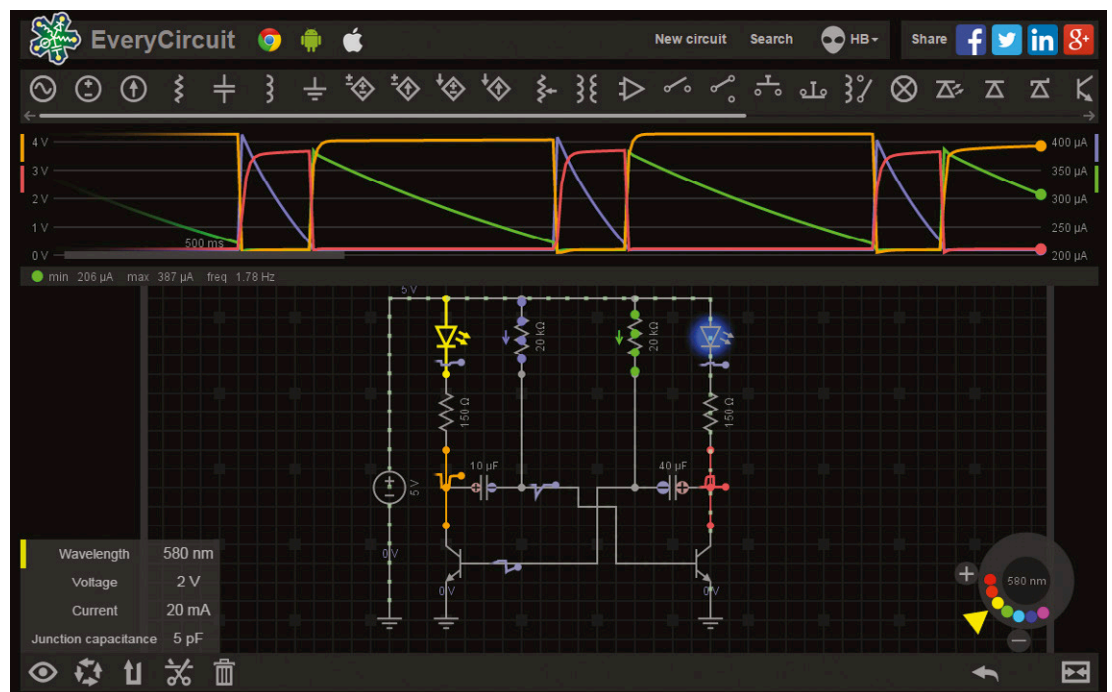 EveryCircuit New circuit Search HB Share
4 V 400 µA
3 V 350 µA
2 V 300 µA
1 V 250 µA
500 ms
0 V 200 µA
min 206 µA max 387 µA freq 1.78 Hz
5 V
20 kΩ 20 kΩ
150 Ω 150 Ω
10 µF 40 µF
5 V
0 V
0 V 0 V
Wavelength 580 nm
Voltage 2 V
Current 20 mA
Junction capacitance 5 pF
580 nm